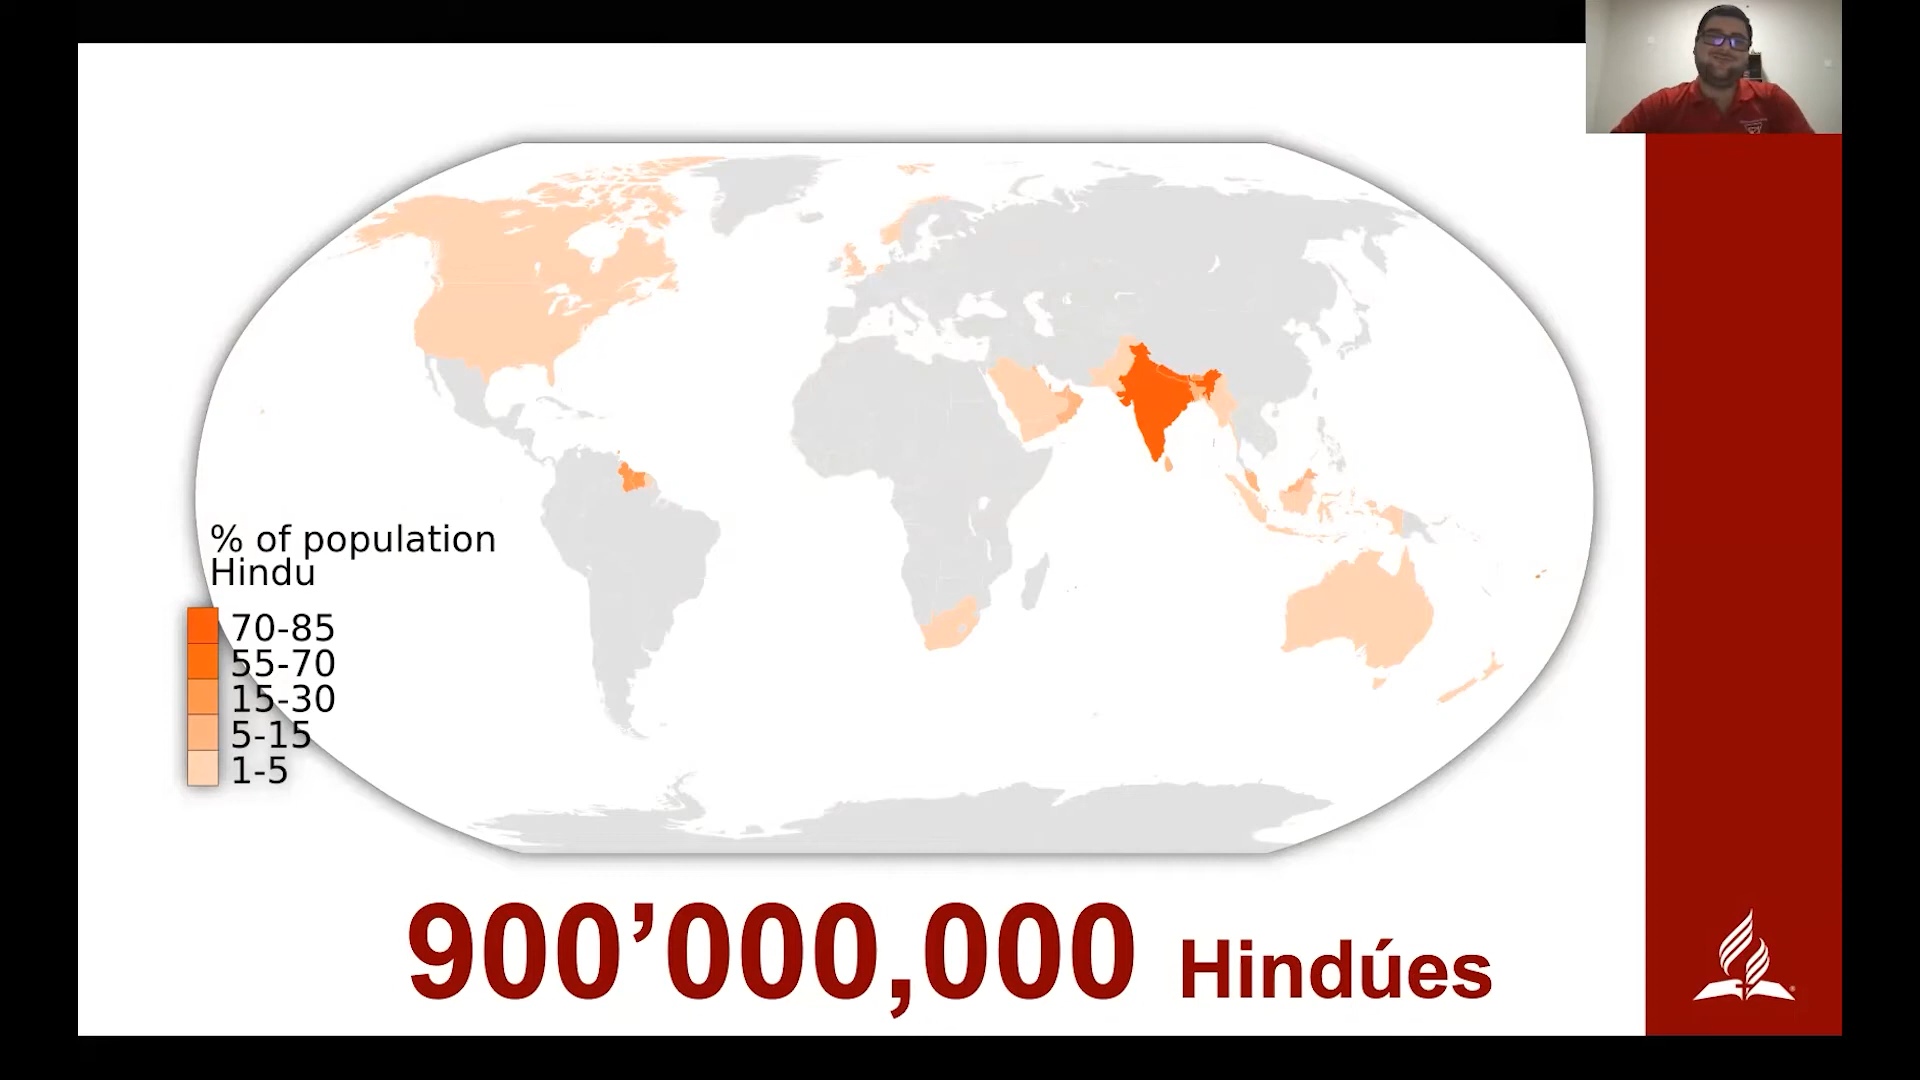 % of population
Hindu
70-85
55-70
15-30
5-15
1-5
900’000,000 Hindúes